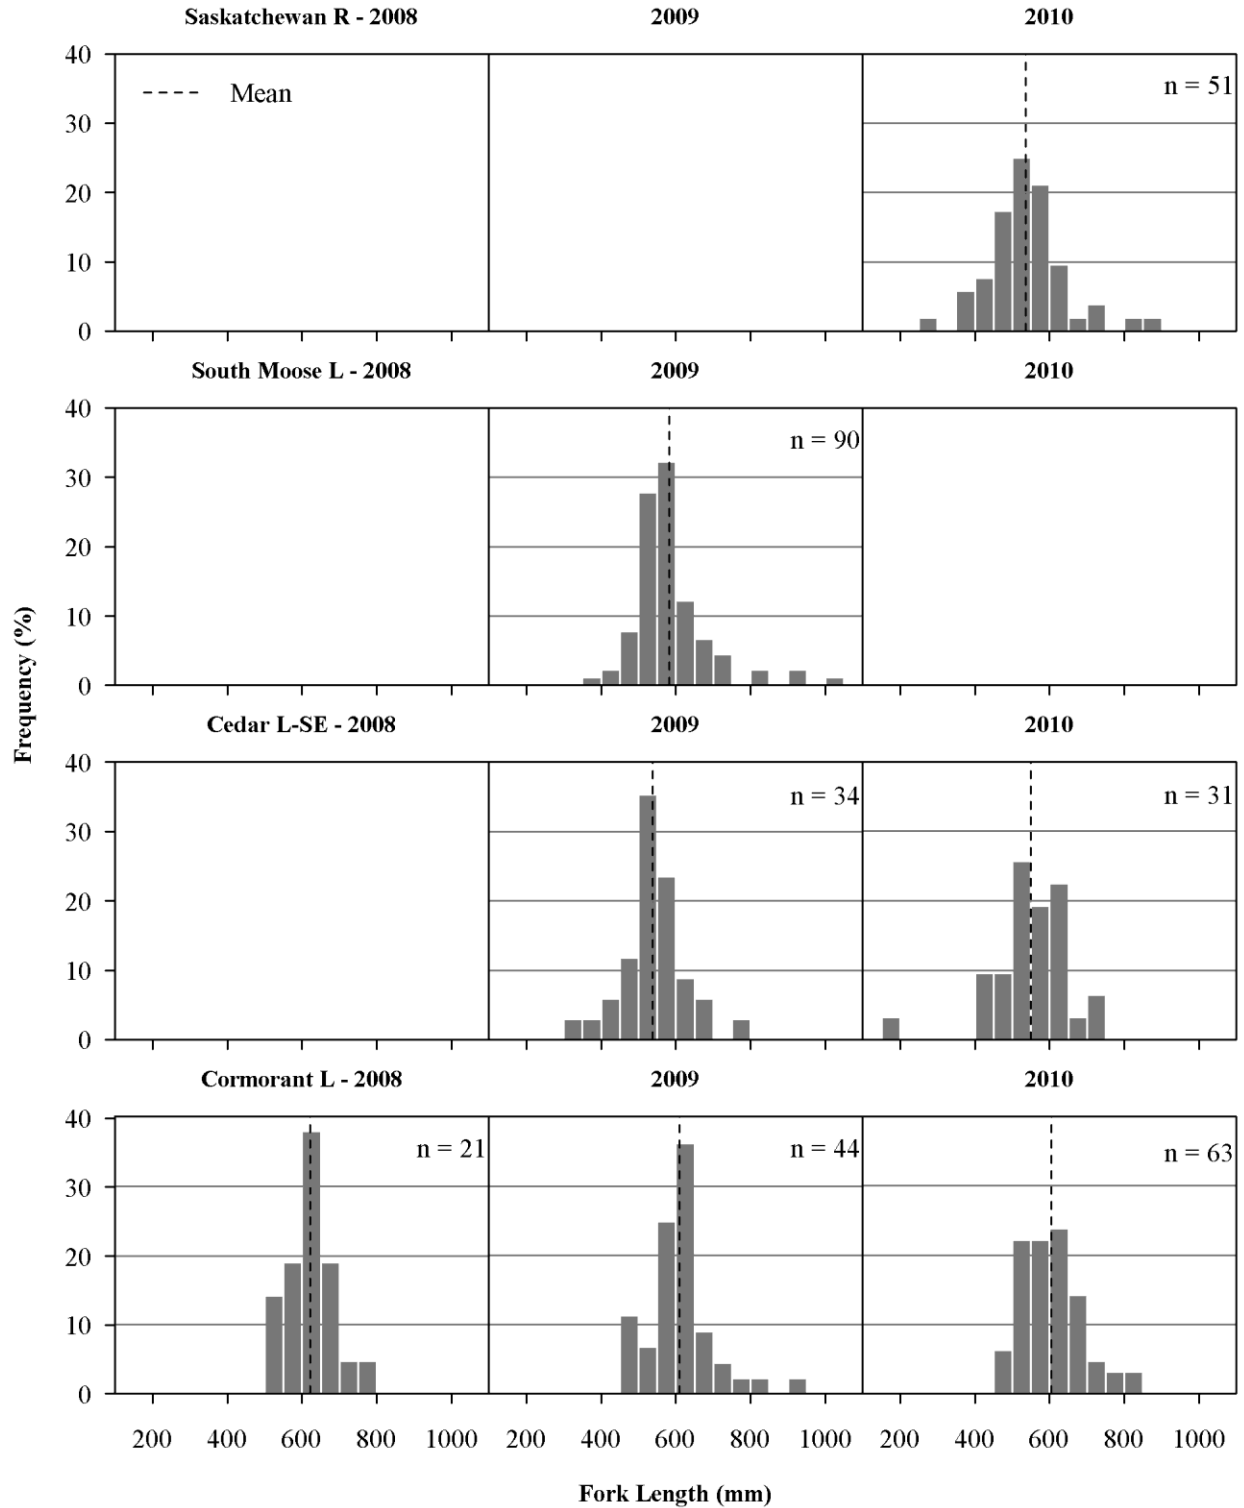 Saskatchewan R - 2008 2009 2010
40
Mean
n = 51
30
20
10
0
South Moose L - 2008 2009 2010
40
n = 90
30
20
10
0
Frequency (%)
Cedar L-SE - 2008 2009 2010
40
n = 34 n = 31
30
20
10
0
Cormorant L - 2008 2009 2010
40
n = 21 n = 44 n = 63
30
20
10
0
200 400 600 800 1000 200 400 600 800 1000 200 400 600 800 1000
Fork Length (mm)